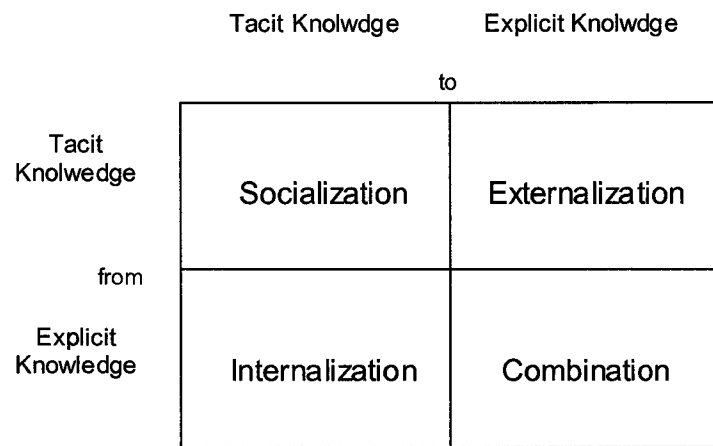 Tacit Knolwdge Explicit Knolwdge
to
Tacit
Knolwedge
Socialization Externalization
from
Explicit
Knowledge
Internalization Combination